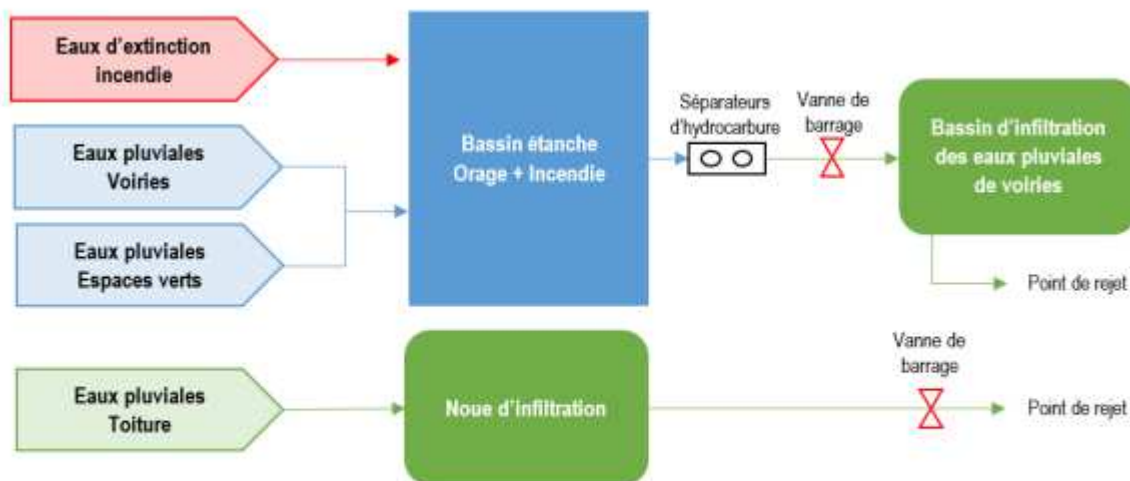 Eaux d'extinction
incendie
Eaux pluviales
Voiries
Eaux pluviales
Espaces verts
Bassin étanche
Orage + Incendie
Séparateurs
d'hydrocarbure
Vanne de
barrage
Bassin d'infiltration
des eaux pluviales
de voiries
Point de rejet
Eaux pluviales
Toiture
Noue d'infiltration
Vanne de
barrage
Point de rejet